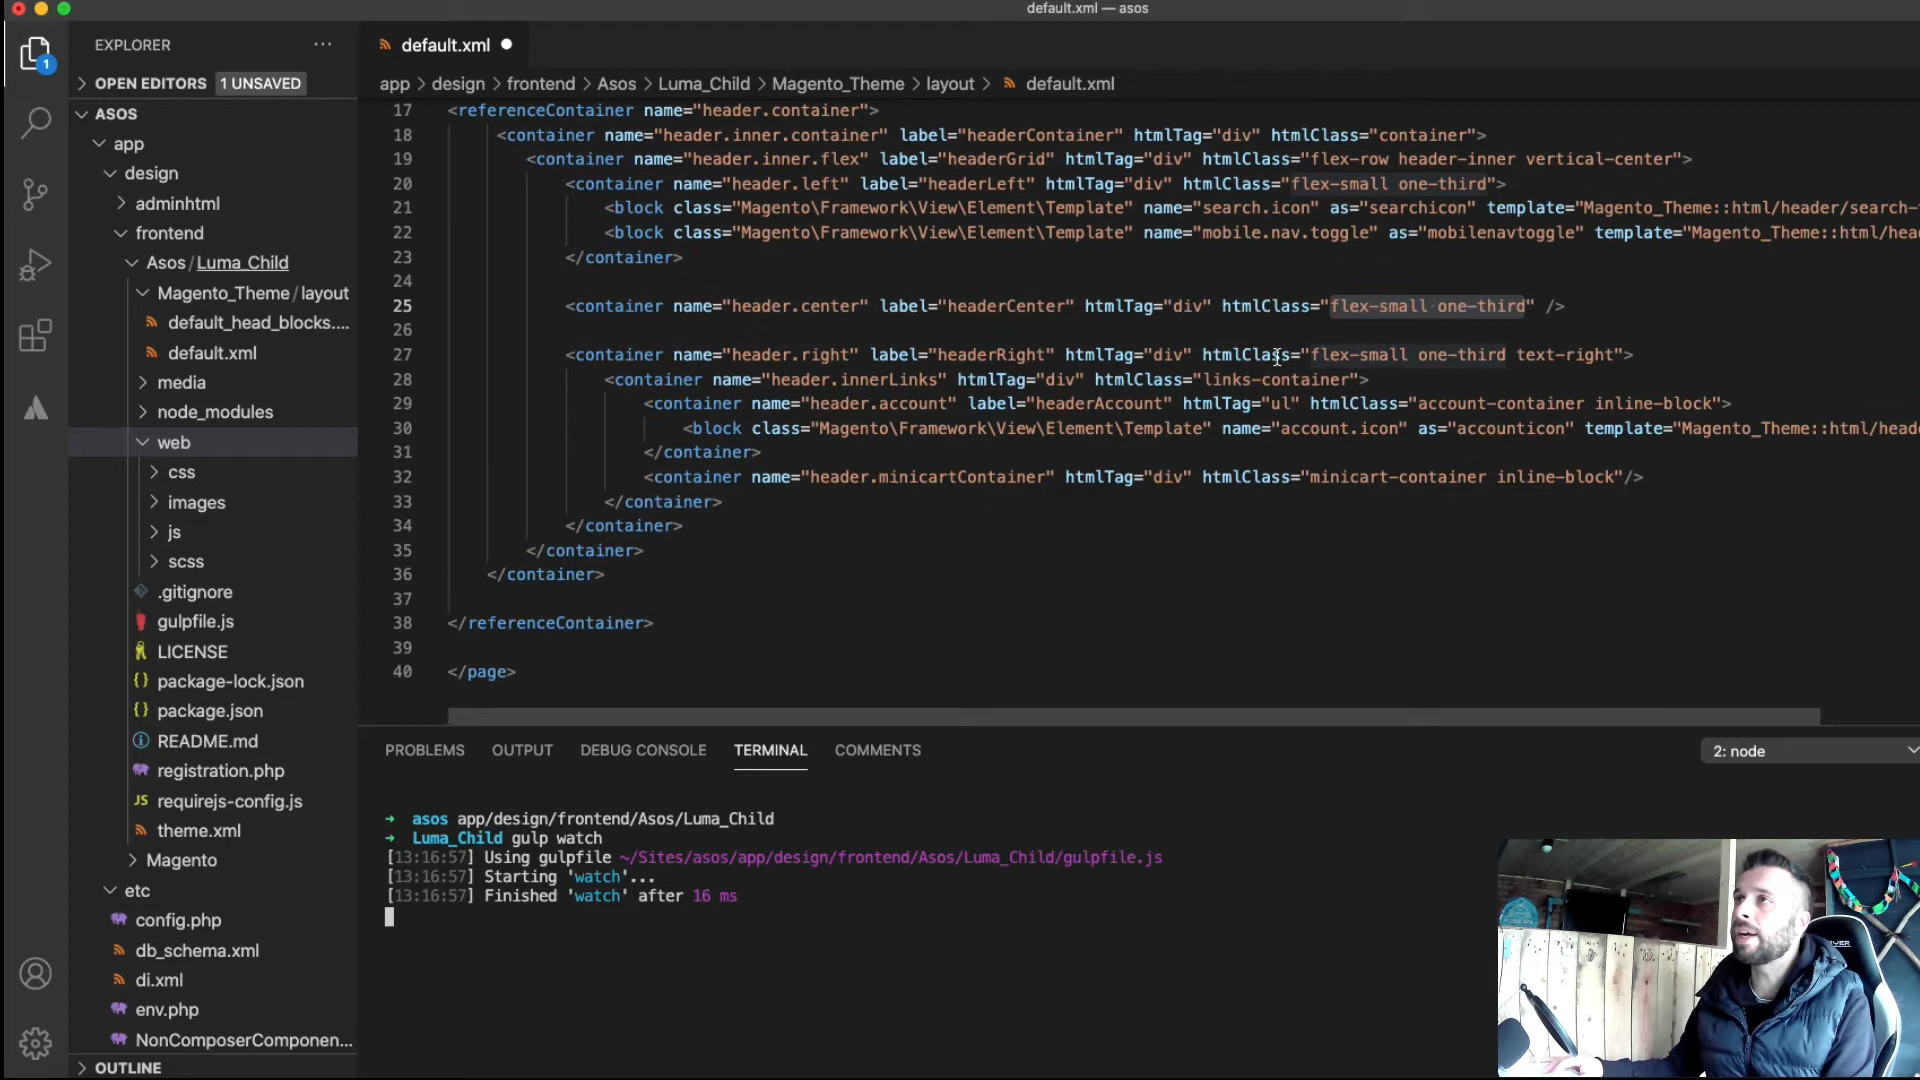 default.xml — asos
EXPLORER
···
default.xml
1
OPEN EDITORS 1 UNSAVED
app > design > frontend > Asos > Luma_Child > Magento_Theme > layout > default.xml
ASOS
app
design
adminhtml
frontend
Asos / Luma_Child
Magento_Theme / layout
default_head_blocks....
default.xml
media
node_modules
web
css
images
js
scss
.gitignore
gulpfile.js
LICENSE
package-lock.json
package.json
README.md
registration.php
JS requirejs-config.js
theme.xml
Magento
etc
config.php
db_schema.xml
di.xml
env.php
NonComposerComponen...
OUTLINE
17 <referenceContainer name="header.container">
18 <container name="header.inner.container" label="headerContainer" htmlTag="div" htmlClass="container">
19 <container name="header.inner.flex" label="headerGrid" htmlTag="div" htmlClass="flex-row header-inner vertical-center">
20 <container name="header.left" label="headerLeft" htmlTag="div" htmlClass="flex-small one-third">
21 <block class="Magento\Framework\View\Element\Template" name="search.icon" as="searchicon" template="Magento_Theme::html/header/search-
22 <block class="Magento\Framework\View\Element\Template" name="mobile.nav.toggle" as="mobilenavtoggle" template="Magento_Theme::html/hea
23 </container>
24
25 <container name="header.center" label="headerCenter" htmlTag="div" htmlClass="flex-small one-third" />
26
27 <container name="header.right" label="headerRight" htmlTag="div" htmlClass="flex-small one-third text-right">
28 <container name="header.innerLinks" htmlTag="div" htmlClass="links-container">
29 <container name="header.account" label="headerAccount" htmlTag="ul" htmlClass="account-container inline-block">
30 <block class="Magento\Framework\View\Element\Template" name="account.icon" as="accounticon" template="Magento_Theme::html/head
31 </container>
32 <container name="header.minicartContainer" htmlTag="div" htmlClass="minicart-container inline-block"/>
33 </container>
34 </container>
35 </container>
36 </container>
37
38 </referenceContainer>
39
40 </page>
PROBLEMS OUTPUT DEBUG CONSOLE TERMINAL COMMENTS
2: node
➜ asos app/design/frontend/Asos/Luma_Child
➜ Luma_Child gulp watch
[13:16:57] Using gulpfile ~/Sites/asos/app/design/frontend/Asos/Luma_Child/gulpfile.js
[13:16:57] Starting 'watch'...
[13:16:57] Finished 'watch' after 16 ms